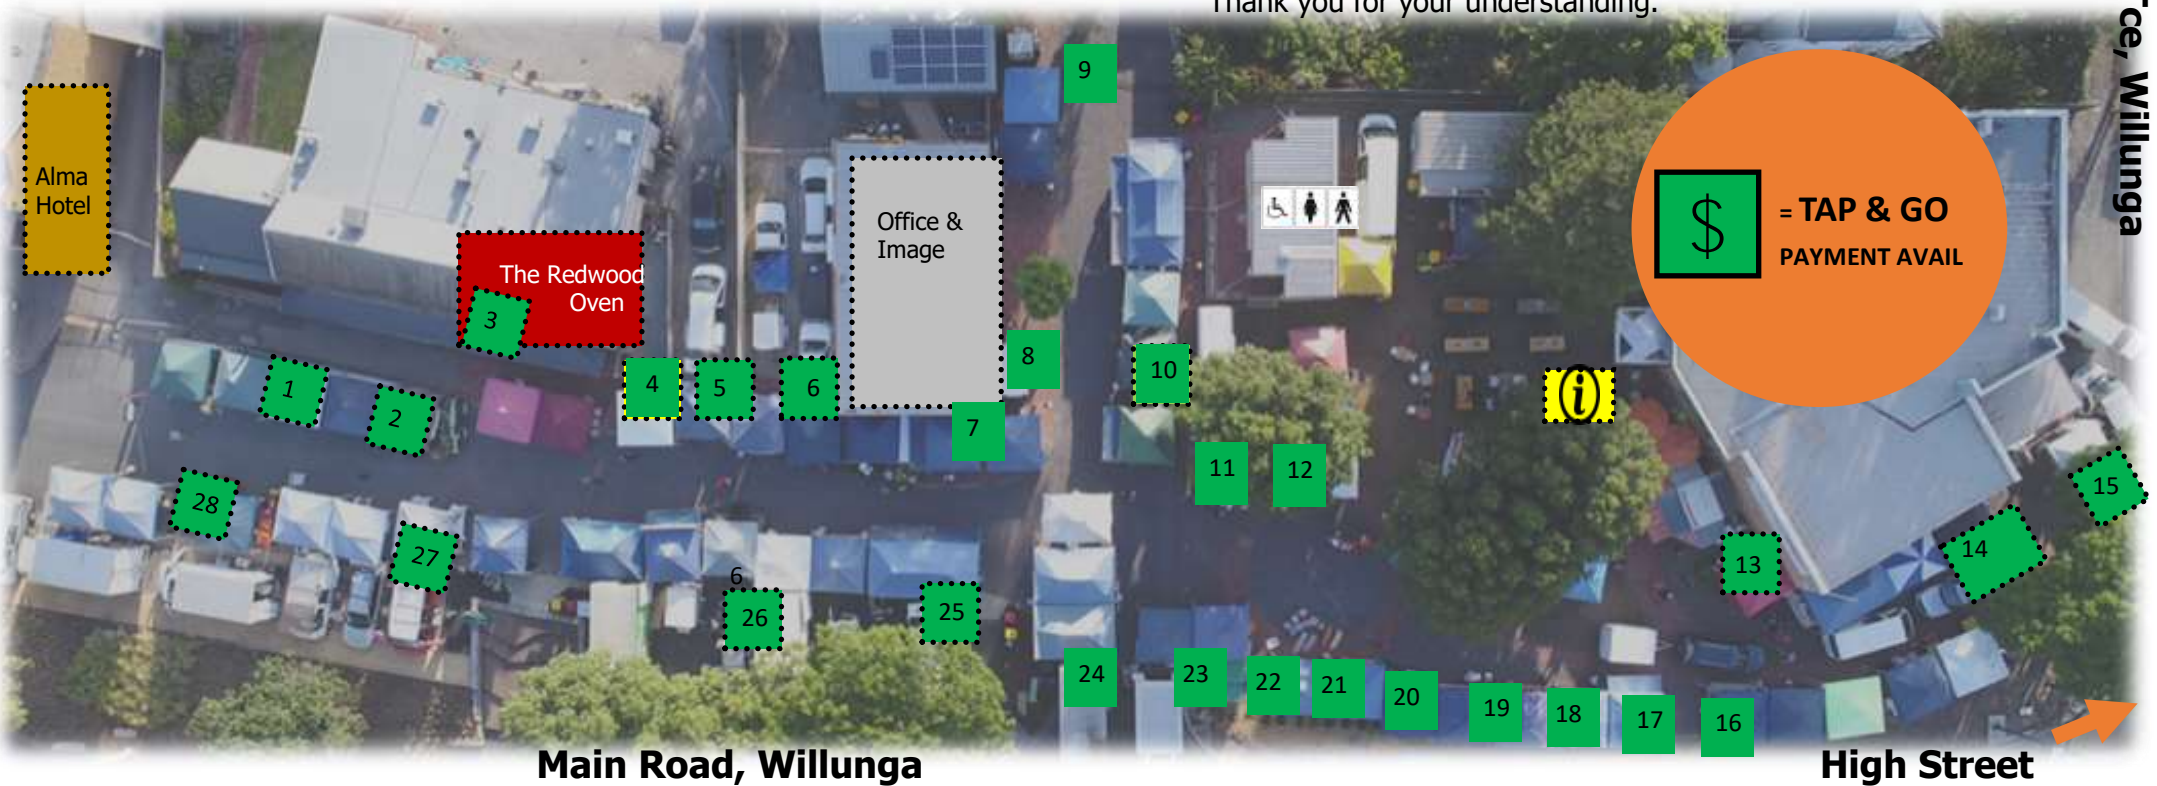 Thank you for your understanding.
ce, Willunga
9
Alma
Hotel
Office &
Image
$
= TAP & GO
PAYMENT AVAIL
The Redwood
Oven
3
8
10
i
1
2
4
5
6
7
11
12
15
28
27
13
14
6
26
25
24
23
22
21
20
19
18
17
16
Main Road, Willunga
High Street